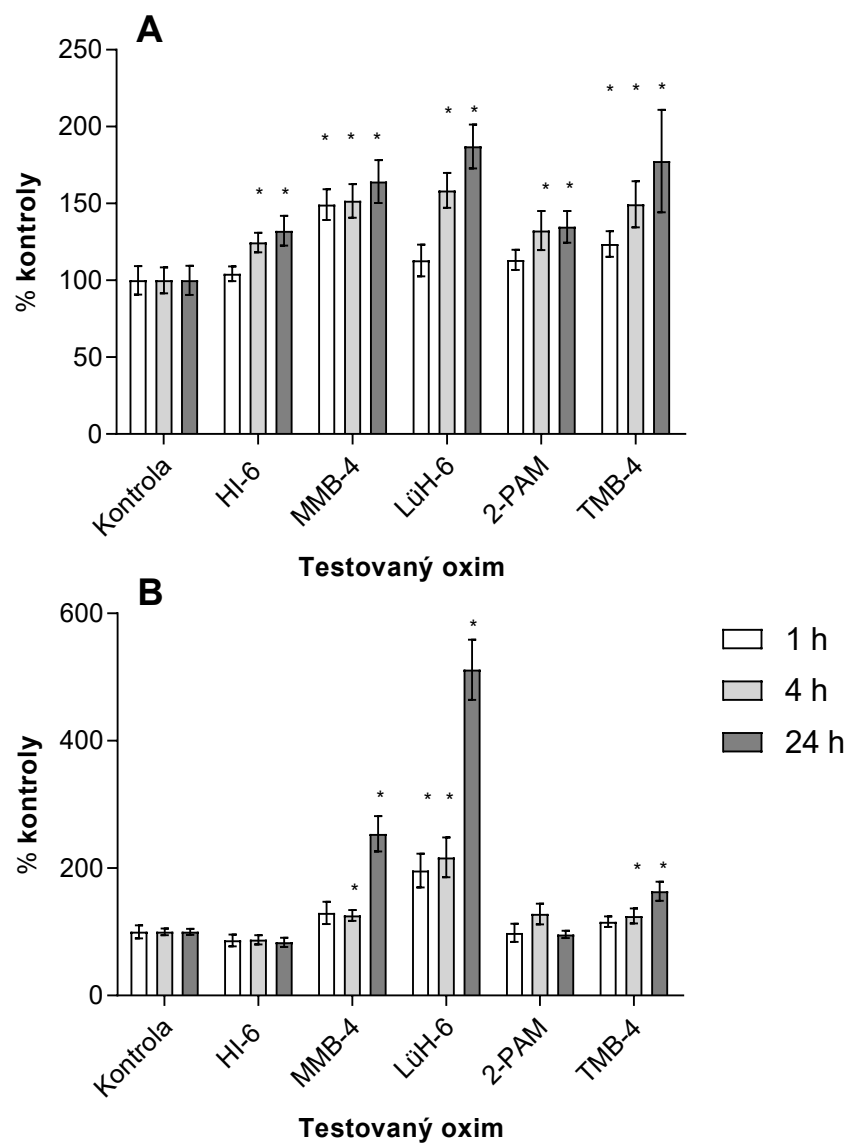 A
250
200
150
100
50
0
% kontroly
* * * * * * * * * * * *
Kontrola
HI-6
MMB-4
LüH-6
2-PAM
TMB-4
Testovaný oxim
B
600
400
200
0
% kontroly
* * * * * * *
Kontrola
HI-6
MMB-4
LüH-6
2-PAM
TMB-4
Testovaný oxim
1 h
4 h
24 h